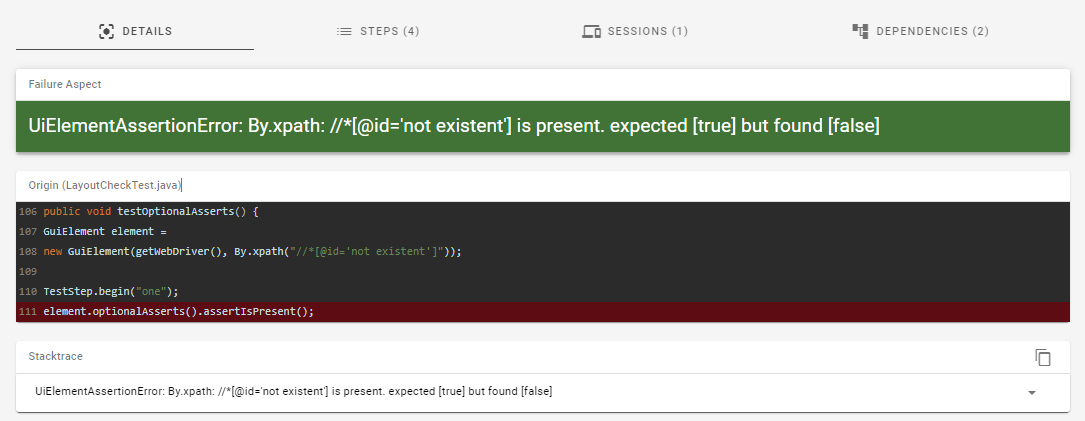 DETAILS
STEPS (4)
SESSIONS (1)
DEPENDENCIES (2)
Failure Aspect
UiElementAssertionError: By.xpath: //*[@id='not existent'] is present. expected [true] but found [false]
Origin (LayoutCheckTest.java)
106 public void testOptionalAsserts() {
107 GuiElement element =
108 new GuiElement(getWebDriver(), By.xpath("//*[@id='not existent']"));
109
110 TestStep.begin("one");
111 element.optionalAsserts().assertIsPresent();
Stacktrace
UiElementAssertionError: By.xpath: //*[@id='not existent'] is present. expected [true] but found [false]